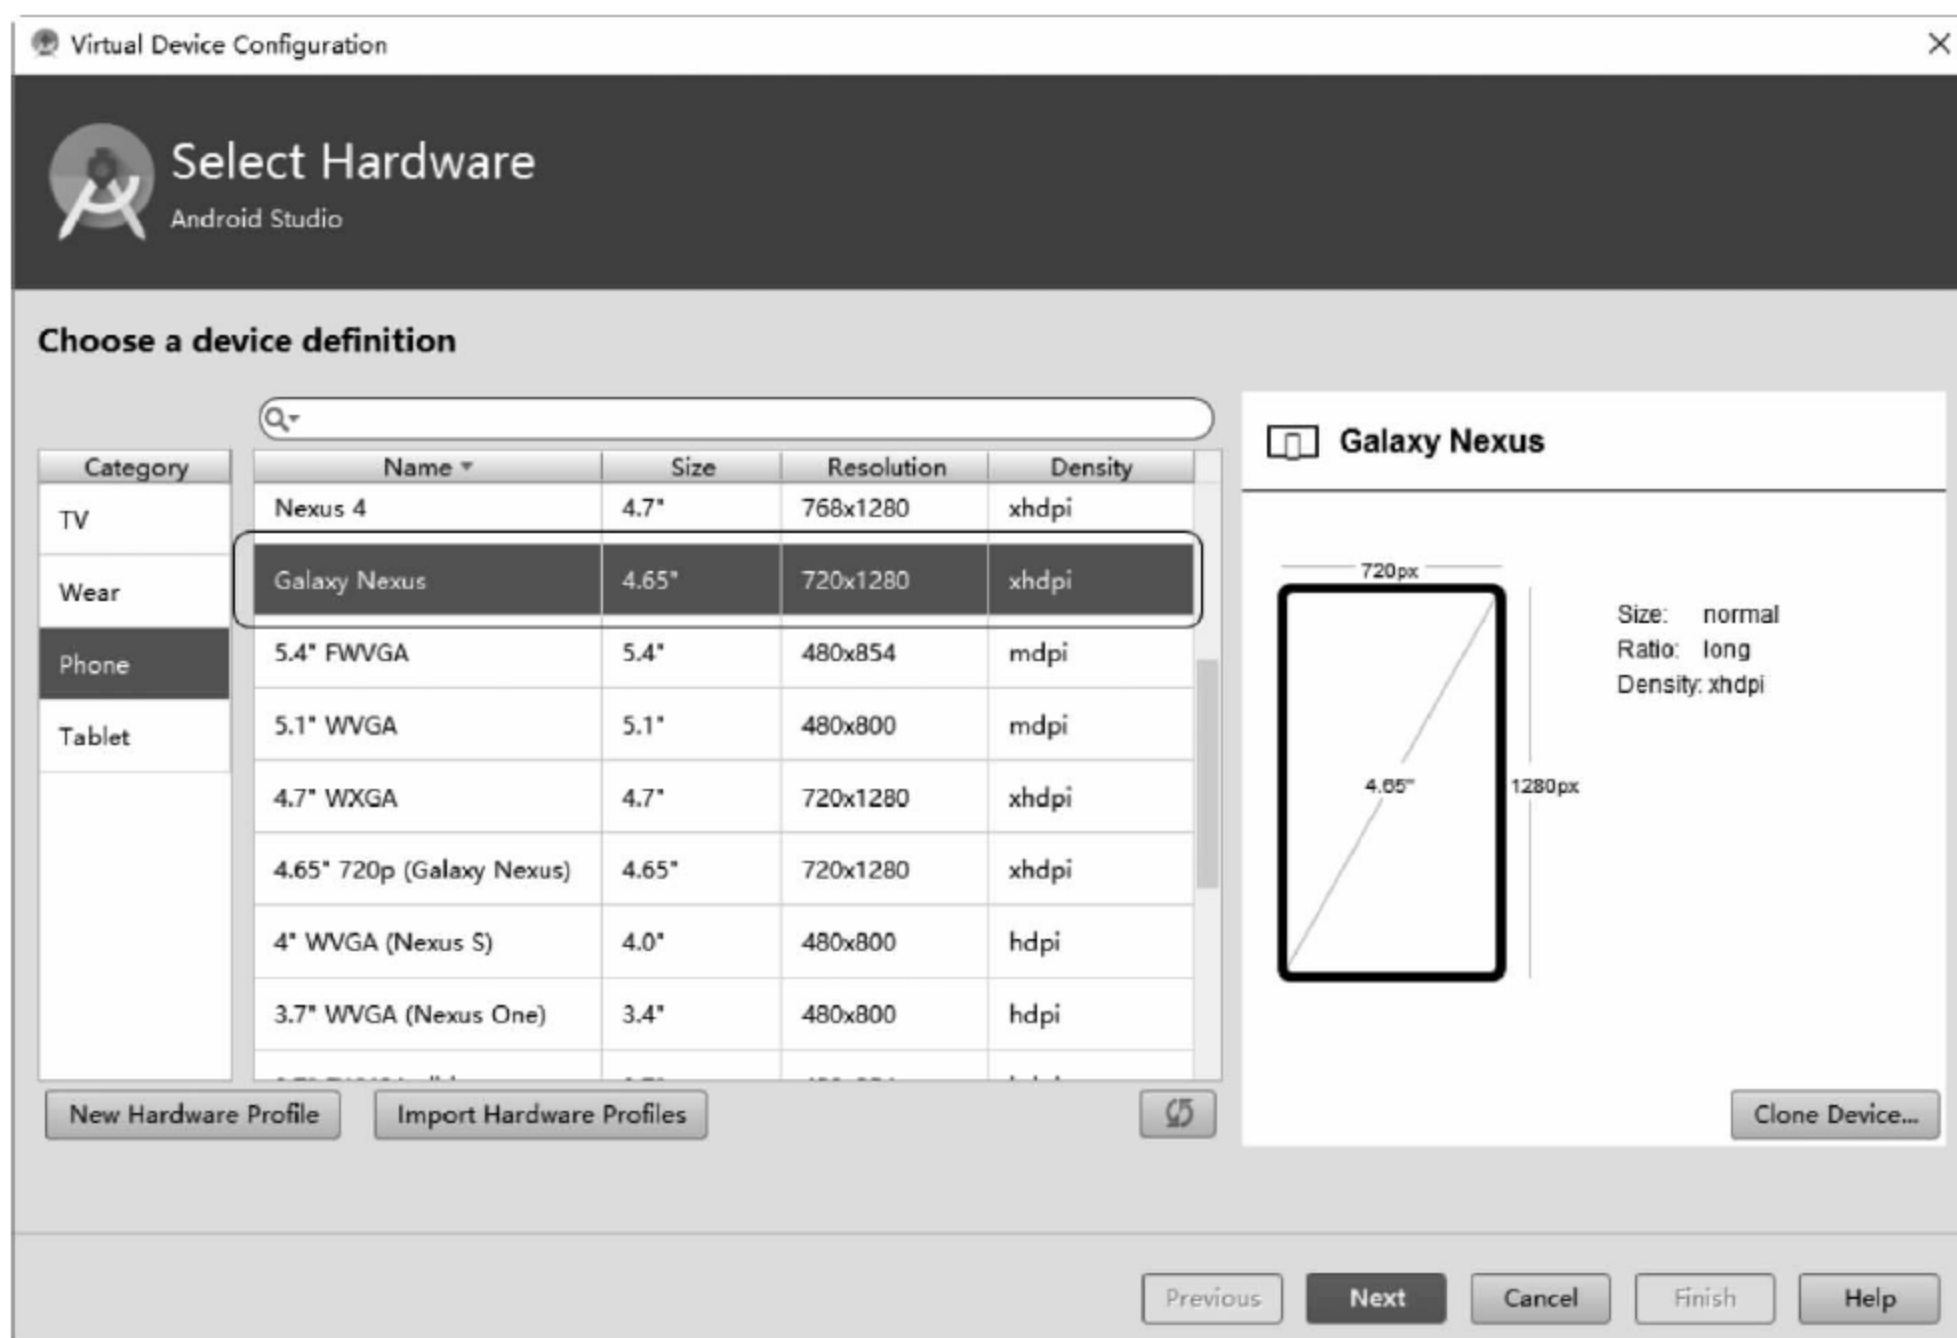 Virtual Device Configuration
Select Hardware
Android Studio
Choose a device definition
Category
TV
Wear
Phone
Tablet
Name Size Resolution Density
Nexus 4 4.7" 768x1280 xhdpi
Galaxy Nexus 4.65" 720x1280 xhdpi
5.4" FWVGA 5.4" 480x854 mdpi
5.1" WVGA 5.1" 480x800 mdpi
4.7" WXGA 4.7" 720x1280 xhdpi
4.65" 720p (Galaxy Nexus) 4.65" 720x1280 xhdpi
4" WVGA (Nexus S) 4.0" 480x800 hdpi
3.7" WVGA (Nexus One) 3.4" 480x800 hdpi
New Hardware Profile Import Hardware Profiles
Galaxy Nexus
720px
4.65"
1280px
Size: normal
Ratio: long
Density: xhdpi
Clone Device...
Previous Next Cancel Finish Help